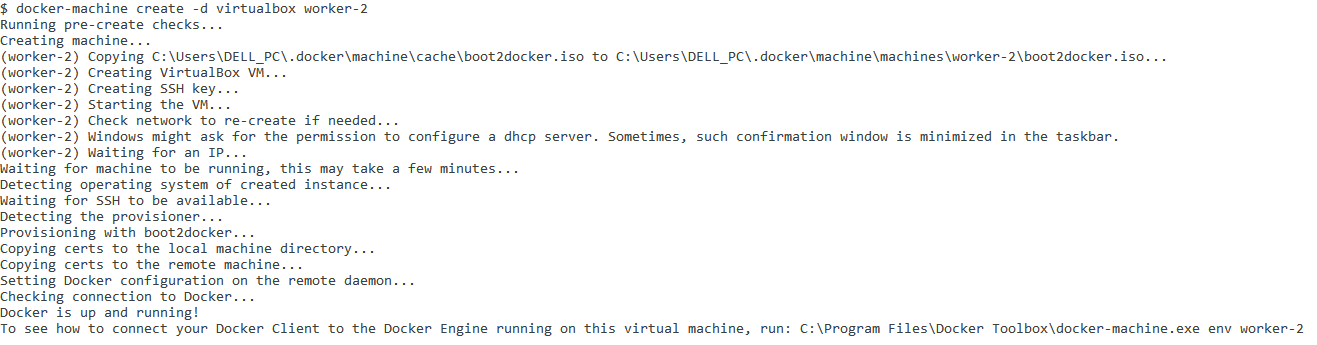 $ docker-machine create -d virtualbox worker-2
Running pre-create checks...
Creating machine...
(worker-2) Copying C:\Users\DELL_PC\.docker\machine\cache\boot2docker.iso to C:\Users\DELL_PC\.docker\machine\machines\worker-2\boot2docker.iso...
(worker-2) Creating VirtualBox VM...
(worker-2) Creating SSH key...
(worker-2) Starting the VM...
(worker-2) Check network to re-create if needed...
(worker-2) Windows might ask for the permission to configure a dhcp server. Sometimes, such confirmation window is minimized in the taskbar.
(worker-2) Waiting for an IP...
Waiting for machine to be running, this may take a few minutes...
Detecting operating system of created instance...
Waiting for SSH to be available...
Detecting the provisioner...
Provisioning with boot2docker...
Copying certs to the local machine directory...
Copying certs to the remote machine...
Setting Docker configuration on the remote daemon...
Checking connection to Docker...
Docker is up and running!
To see how to connect your Docker Client to the Docker Engine running on this virtual machine, run: C:\Program Files\Docker Toolbox\docker-machine.exe env worker-2